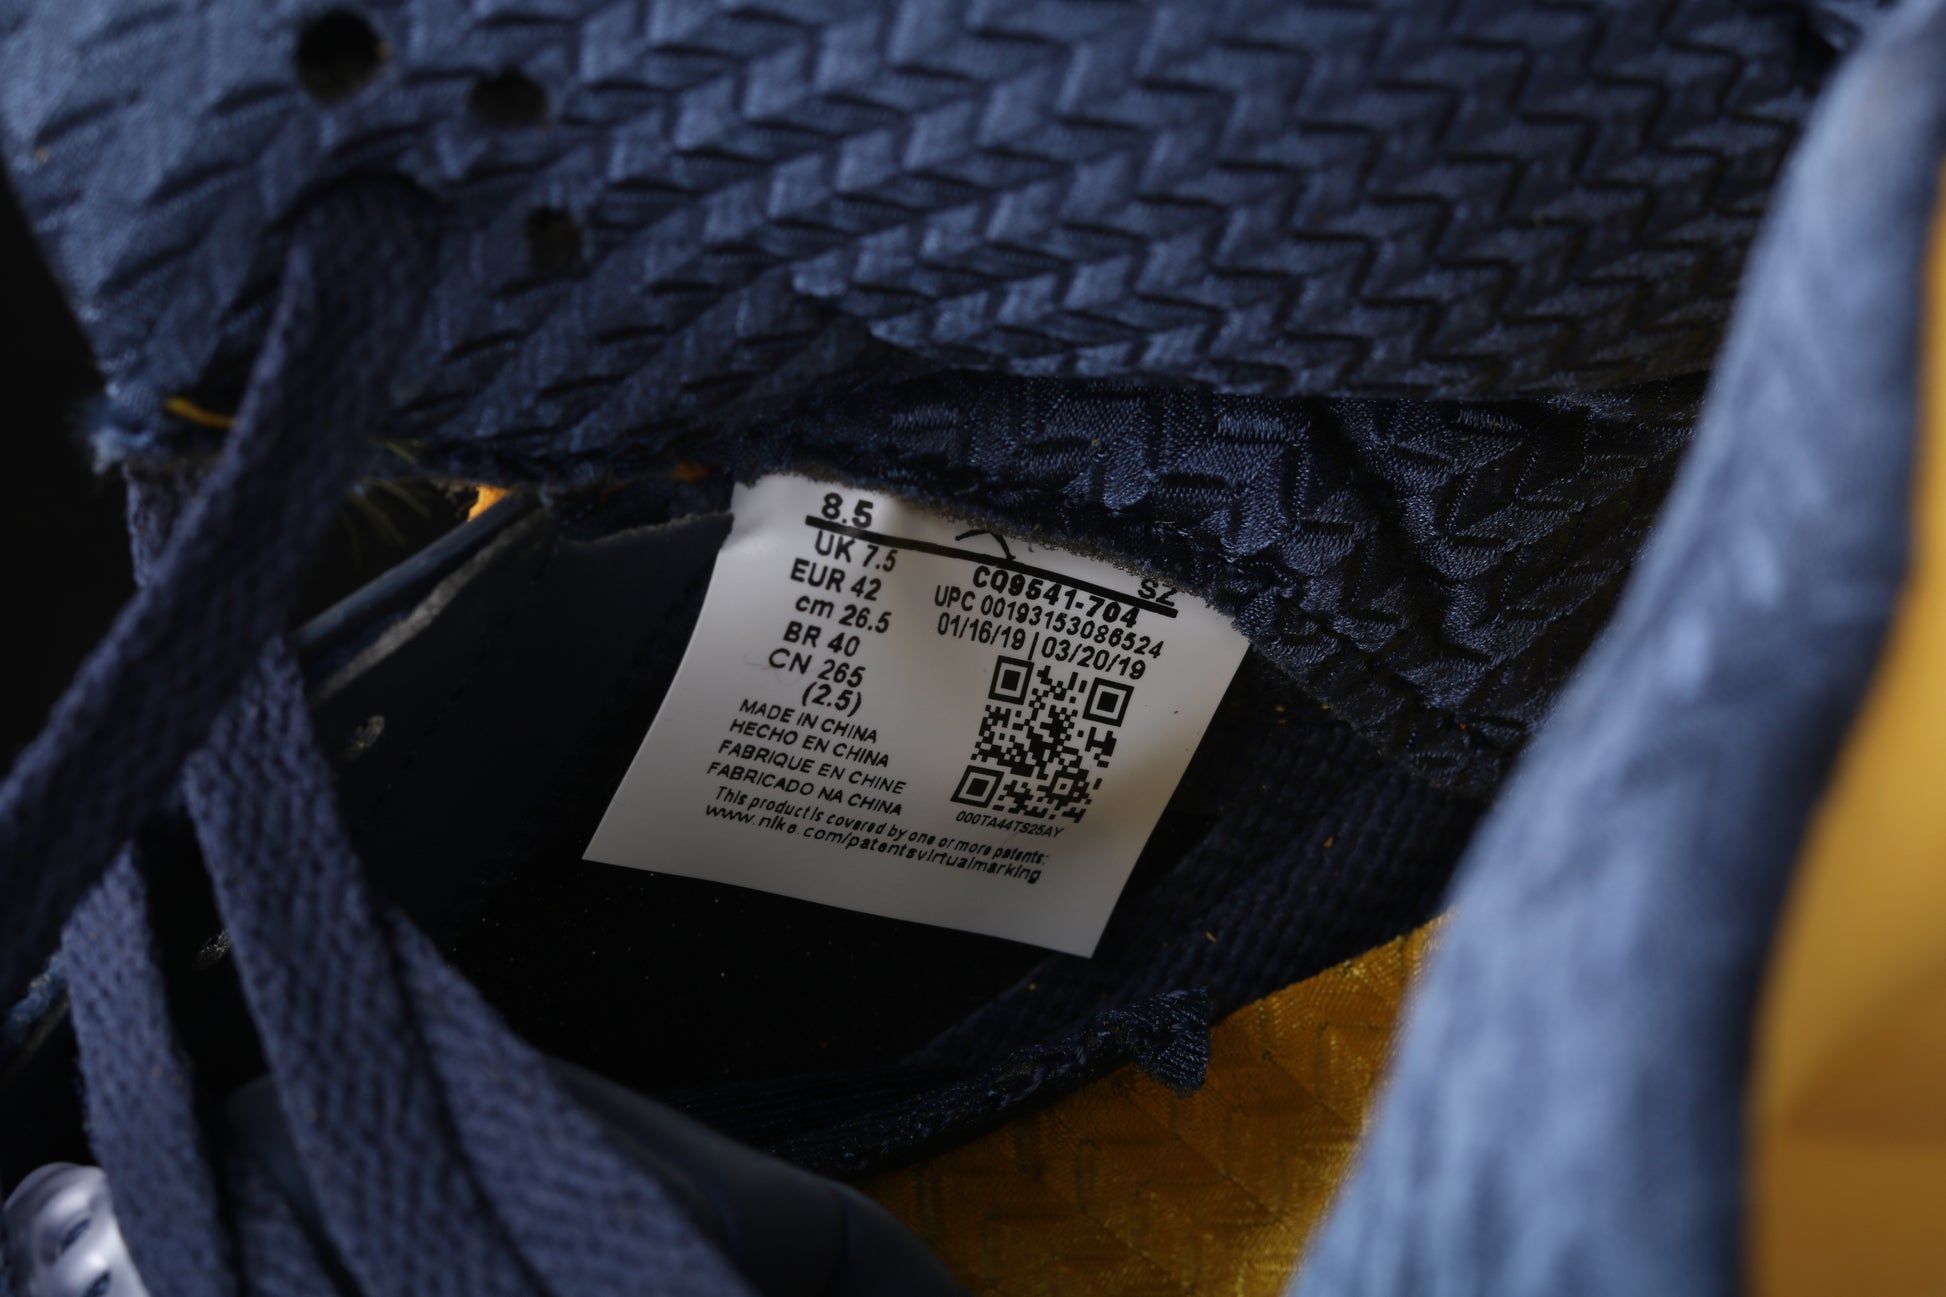 8.5
SZ
UK 7.5
EUR 42
cm 26.5
BR 40
CN 265
(2.5)
CQ9541-704
UPC 00193153086524
01/16/19 | 03/20/19
MADE IN CHINA
HECHO EN CHINA
FABRIQUE EN CHINE
FABRICADO NA CHINA
000TA44TS25AY
This product is covered by one or more patents:
www.nike.com/patentsvirtualmarking